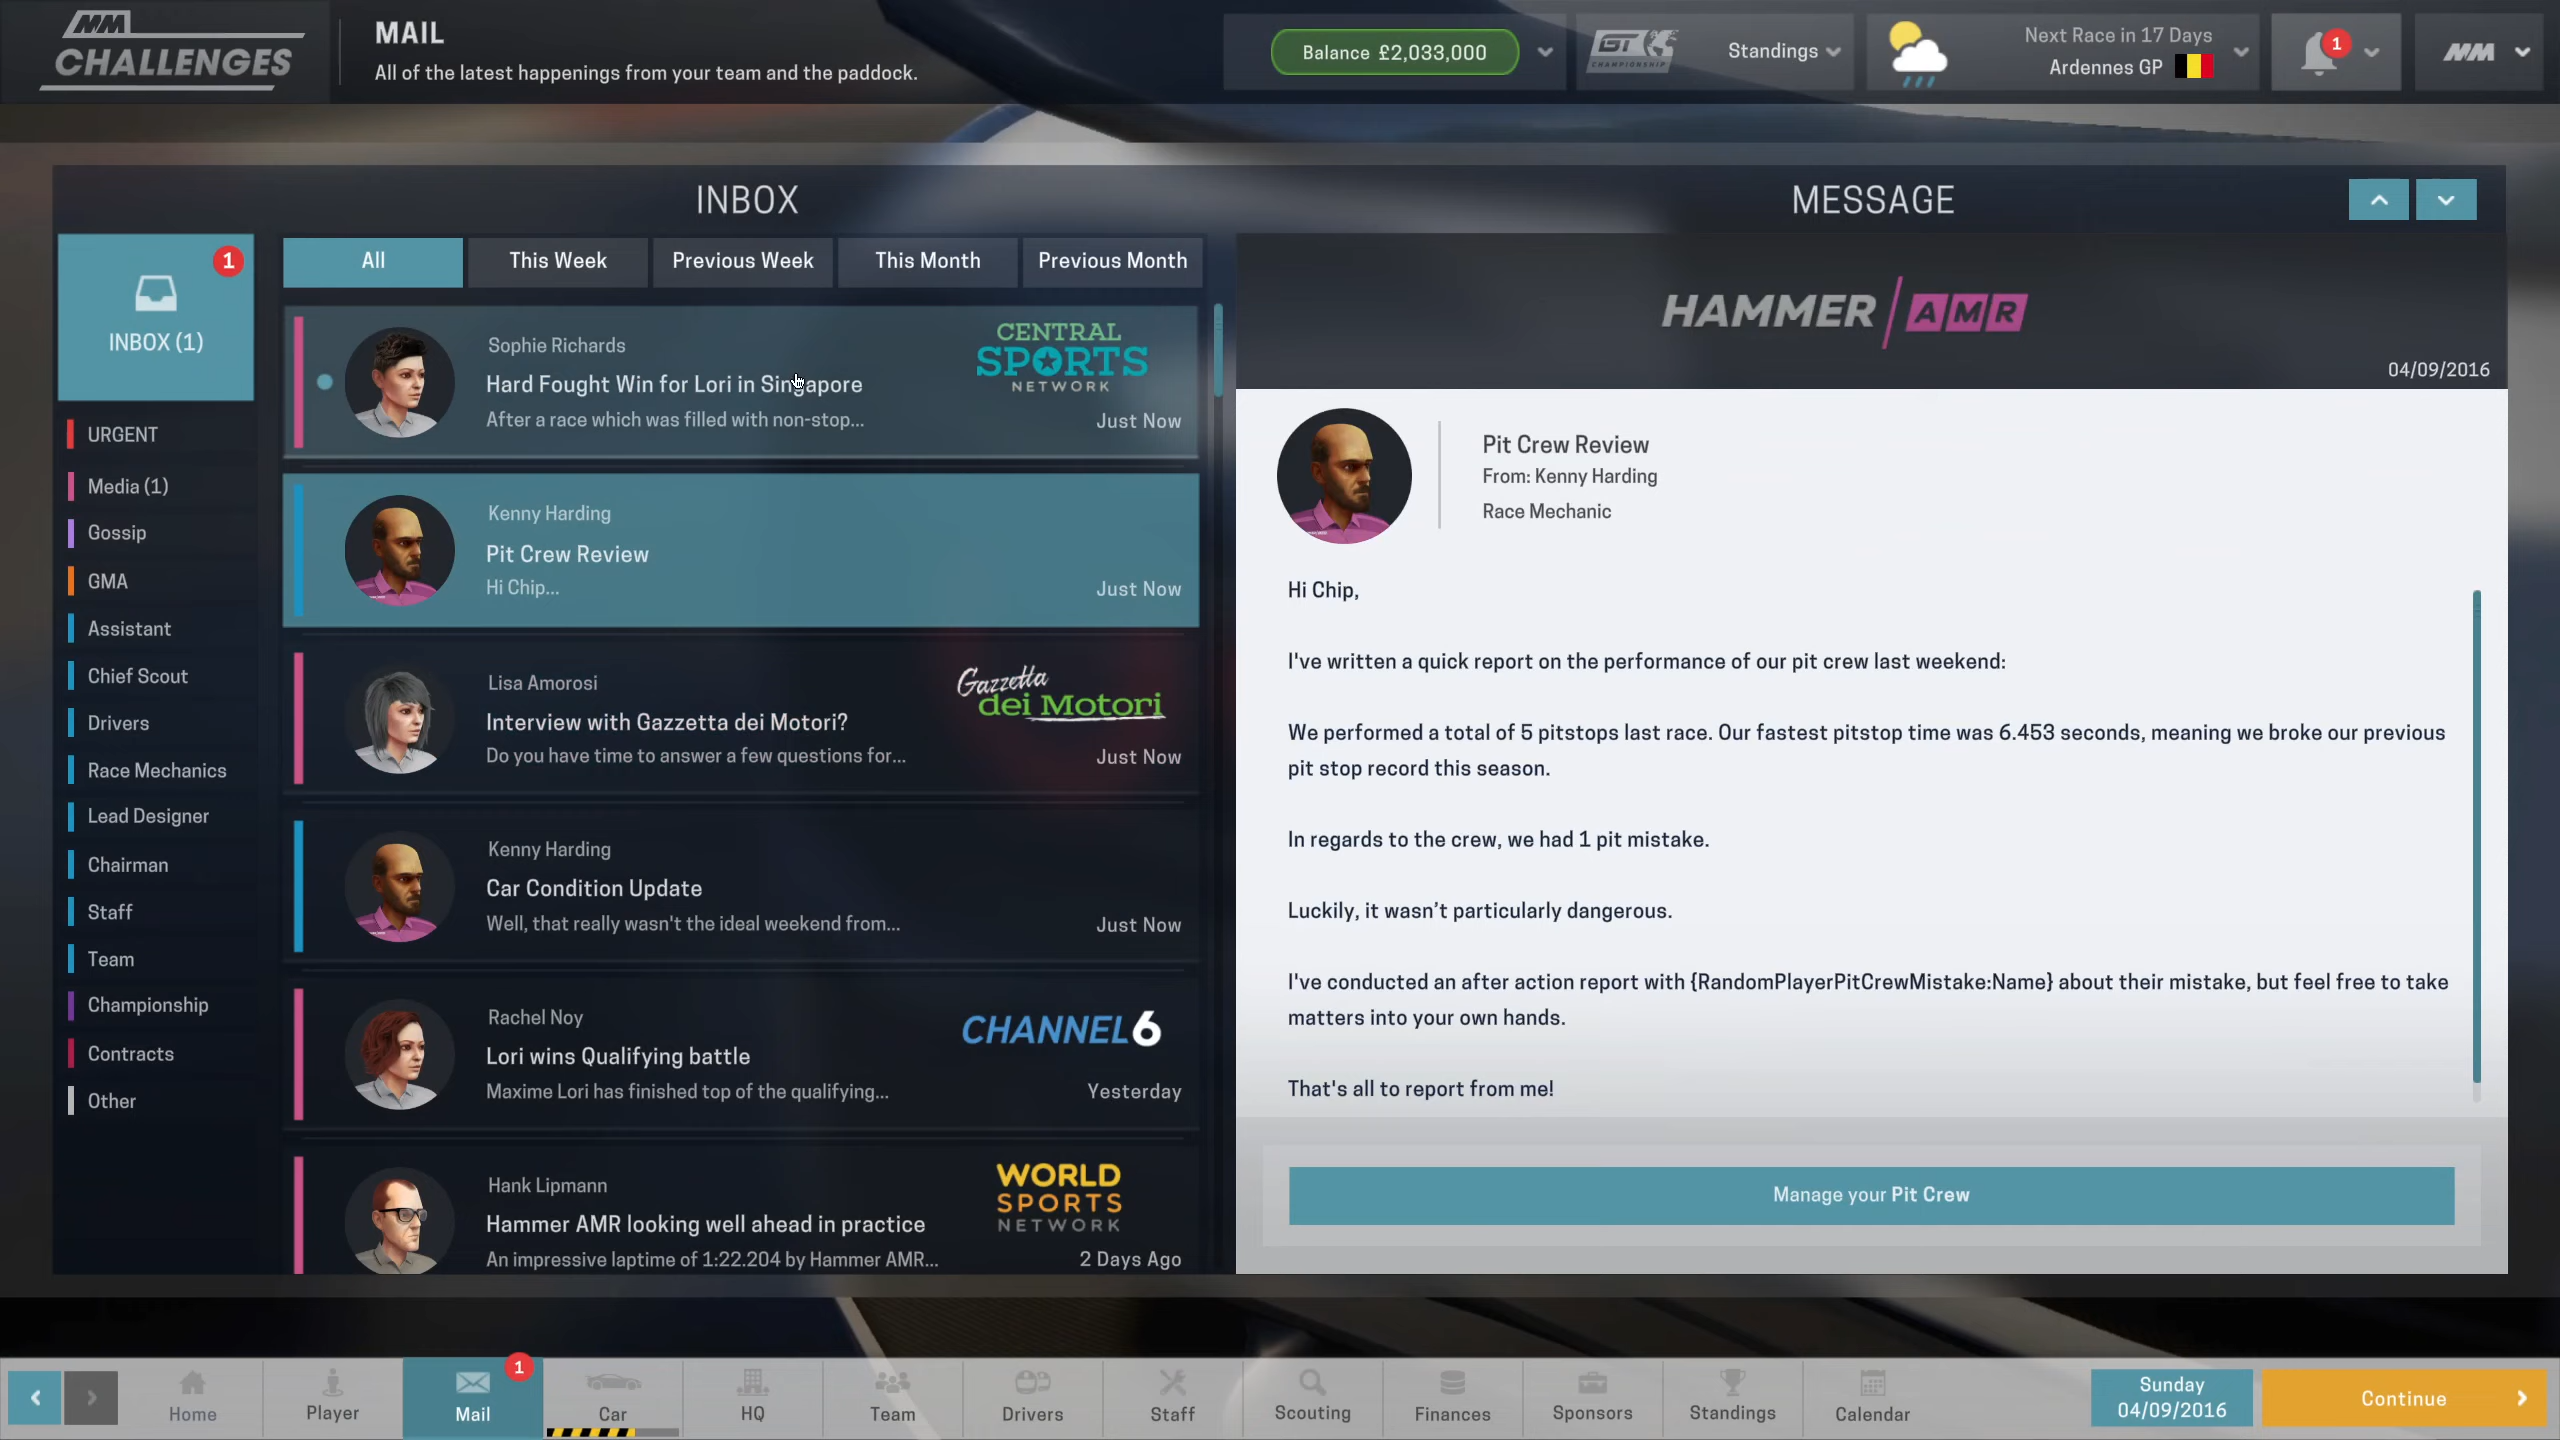 MM
CHALLENGES
MAIL
All of the latest happenings from your team and the paddock.
Balance £2,033,000
GT
CHAMPIONSHIP
Standings
Next Race in 17 Days
Ardennes GP
1
MM
INBOX
MESSAGE
1
INBOX (1)
URGENT
Media (1)
Gossip
GMA
Assistant
Chief Scout
Drivers
Race Mechanics
Lead Designer
Chairman
Staff
Team
Championship
Contracts
Other
All
This Week
Previous Week
This Month
Previous Month
Sophie Richards
Hard Fought Win for Lori in Singapore
After a race which was filled with non-stop...
CENTRAL
SPORTS
NETWORK
Just Now
Kenny Harding
Pit Crew Review
Hi Chip...
Just Now
Lisa Amorosi
Interview with Gazzetta dei Motori?
Do you have time to answer a few questions for...
Gazzetta
dei Motori
Just Now
Kenny Harding
Car Condition Update
Well, that really wasn't the ideal weekend from...
Just Now
Rachel Noy
Lori wins Qualifying battle
Maxime Lori has finished top of the qualifying...
CHANNEL6
Yesterday
Hank Lipmann
Hammer AMR looking well ahead in practice
An impressive laptime of 1:22.204 by Hammer AMR...
WORLD
SPORTS
NETWORK
2 Days Ago
HAMMER AMR
04/09/2016
Pit Crew Review
From: Kenny Harding
Race Mechanic
Hi Chip,
I've written a quick report on the performance of our pit crew last weekend:
We performed a total of 5 pitstops last race. Our fastest pitstop time was 6.453 seconds, meaning we broke our previous
pit stop record this season.
In regards to the crew, we had 1 pit mistake.
Luckily, it wasn't particularly dangerous.
I've conducted an after action report with {RandomPlayerPitCrewMistake:Name} about their mistake, but feel free to take
matters into your own hands.
That's all to report from me!
Manage your Pit Crew
Home
Player
Mail
1
Car
HQ
Team
Drivers
Staff
Scouting
Finances
Sponsors
Standings
Calendar
Sunday
04/09/2016
Continue